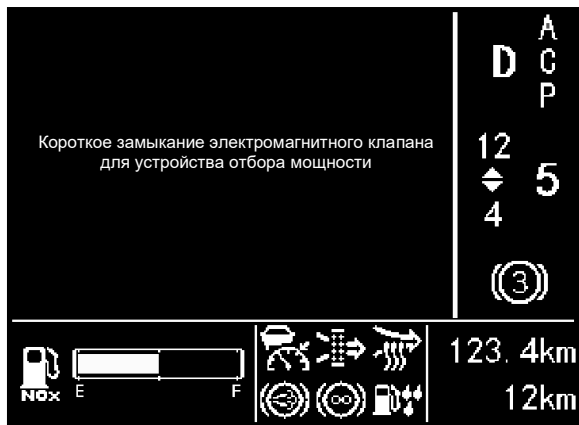 Короткое замыкание электромагнитного клапана
для устройства отбора мощности
D
A
C
P
12
4
5
3
NOx
E
F
123. 4km
12km